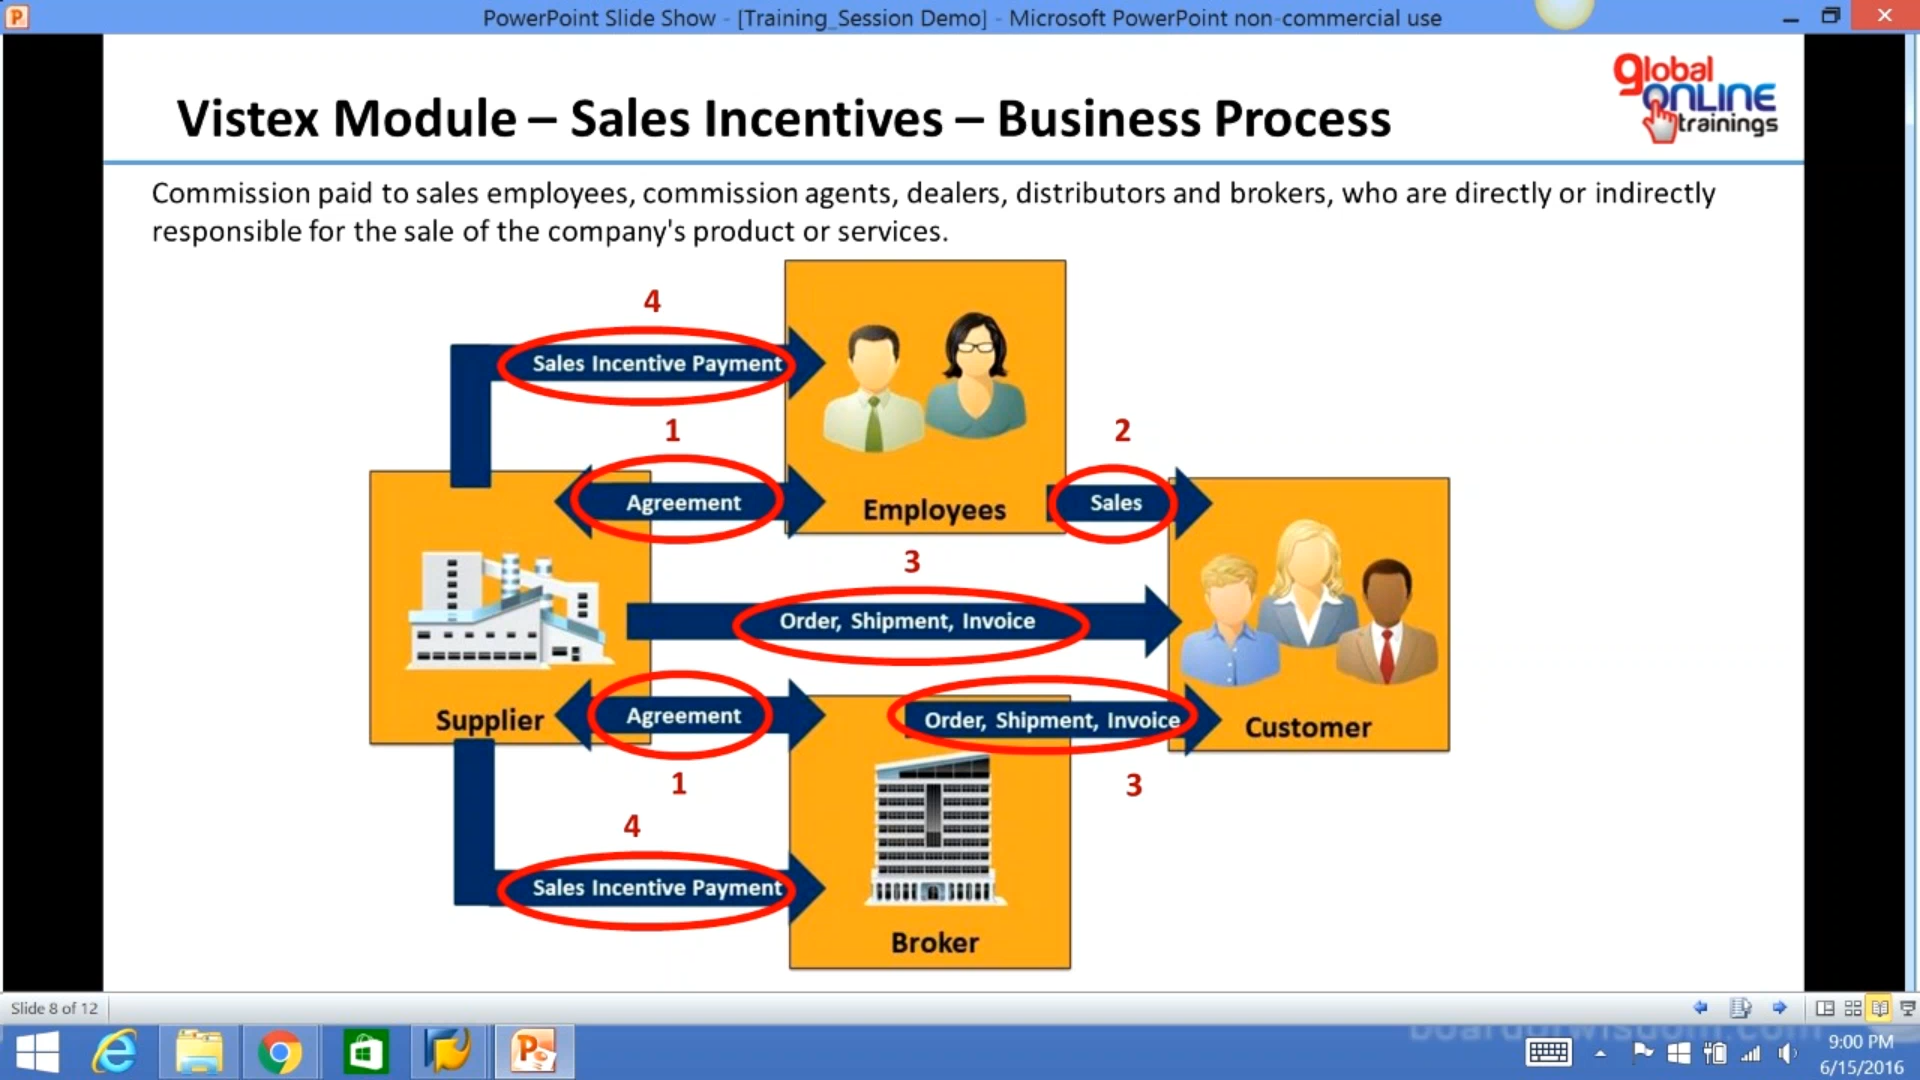 PowerPoint Slide Show - [Training_Session Demo] - Microsoft PowerPoint non-commercial use
Vistex Module – Sales Incentives – Business Process
global
ONLINE
trainings
Commission paid to sales employees, commission agents, dealers, distributors and brokers, who are directly or indirectly
responsible for the sale of the company's product or services.
4
Sales Incentive Payment
1
2
Agreement
Employees
Sales
3
Order, Shipment, Invoice
Supplier
Agreement
Order, Shipment, Invoice
Customer
1
3
4
Sales Incentive Payment
Broker
Slide 8 of 12
boardofwisdom.com
9:00 PM
6/15/2016